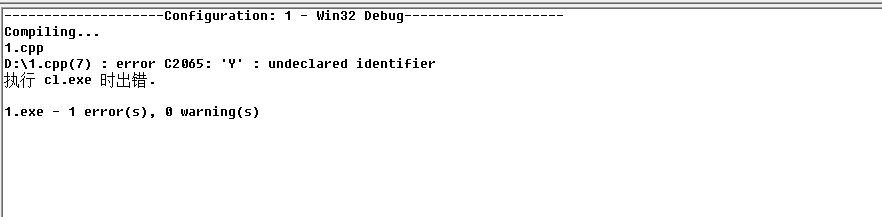 --------------------Configuration: 1 - Win32 Debug--------------------
Compiling...
1.cpp
D:\1.cpp(7) : error C2065: 'Y' : undeclared identifier
执行 cl.exe 时出错.
1.exe - 1 error(s), 0 warning(s)